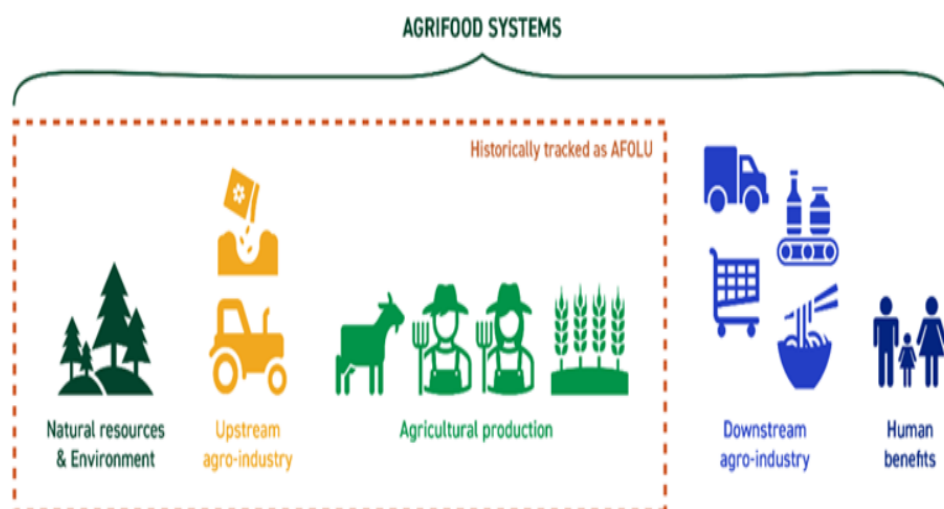 AGRIFOOD SYSTEMS
Historically tracked as AFOLU
Natural resources
& Environment
Upstream
agro-industry
Agricultural production
Downstream
agro-industry
Human
benefits